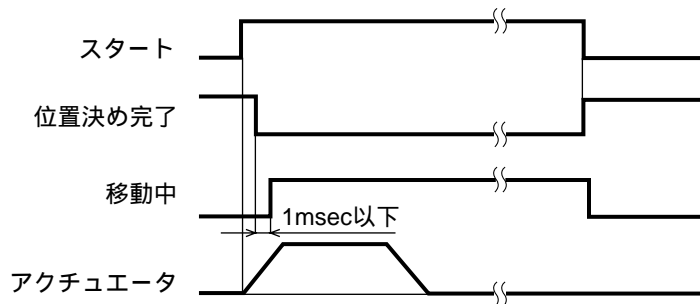 スタート
位置決め完了
移動中
1msec以下
アクチュエータ